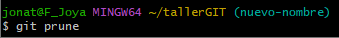 jonat@F_Joya MINGW64 ~/tallerGIT (nuevo-nombre)
$ git prune